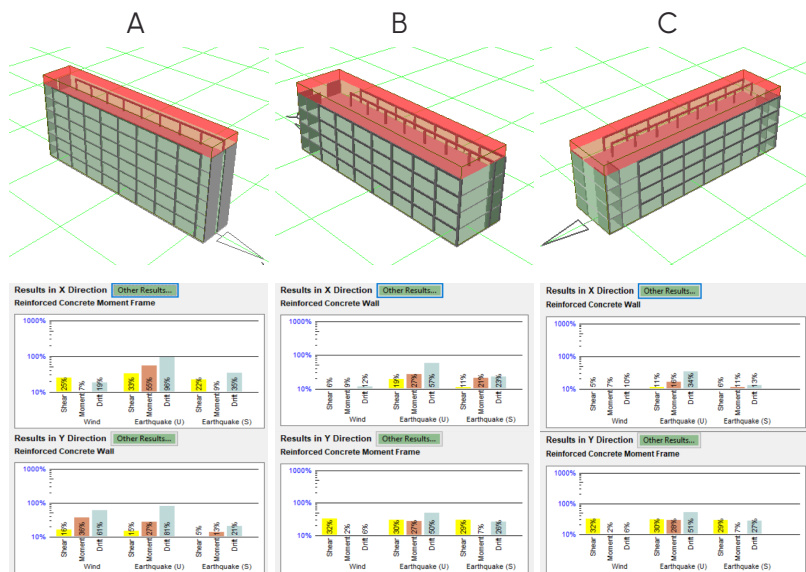 A
B
C
Results in X Direction Other Results...
Reinforced Concrete Moment Frame
1000%
100%
10%
25% 7% 19% 33% 55% 96% 22% 9% 35%
Shear Moment Drift Shear Moment Drift Shear Moment Drift
Wind Earthquake (U) Earthquake (S)
Results in Y Direction Other Results...
Reinforced Concrete Wall
1000%
100%
10%
16% 36% 61% 15% 27% 81% 5% 13% 21%
Shear Moment Drift Shear Moment Drift Shear Moment Drift
Wind Earthquake (U) Earthquake (S)
Results in X Direction Other Results...
Reinforced Concrete Wall
1000%
100%
10%
6% 9% 12% 19% 27% 57% 11% 21% 23%
Shear Moment Drift Shear Moment Drift Shear Moment Drift
Wind Earthquake (U) Earthquake (S)
Results in Y Direction Other Results...
Reinforced Concrete Moment Frame
1000%
100%
10%
32% 2% 6% 30% 27% 50% 29% 7% 26%
Shear Moment Drift Shear Moment Drift Shear Moment Drift
Wind Earthquake (U) Earthquake (S)
Results in X Direction Other Results...
Reinforced Concrete Wall
1000%
100%
10%
5% 7% 10% 11% 16% 34% 6% 11% 13%
Shear Moment Drift Shear Moment Drift Shear Moment Drift
Wind Earthquake (U) Earthquake (S)
Results in Y Direction Other Results...
Reinforced Concrete Moment Frame
1000%
100%
10%
32% 2% 6% 30% 28% 51% 29% 7% 27%
Shear Moment Drift Shear Moment Drift Shear Moment Drift
Wind Earthquake (U) Earthquake (S)